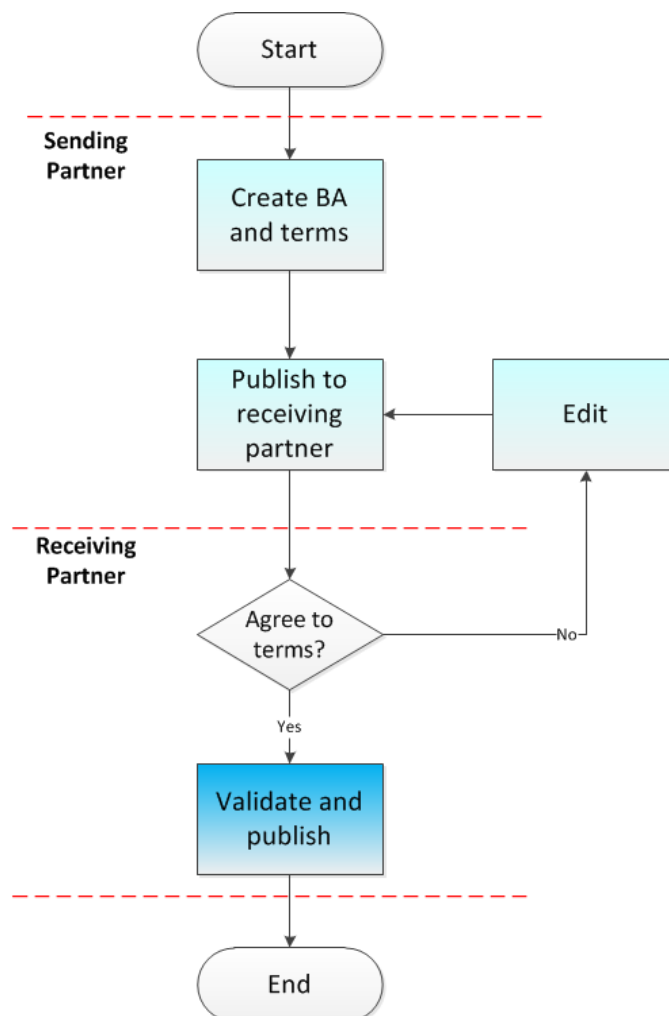 Start
Sending
Partner
Create BA
and terms
Publish to
receiving
partner
Edit
Receiving
Partner
Agree to
terms?
No
Yes
Validate and
publish
End